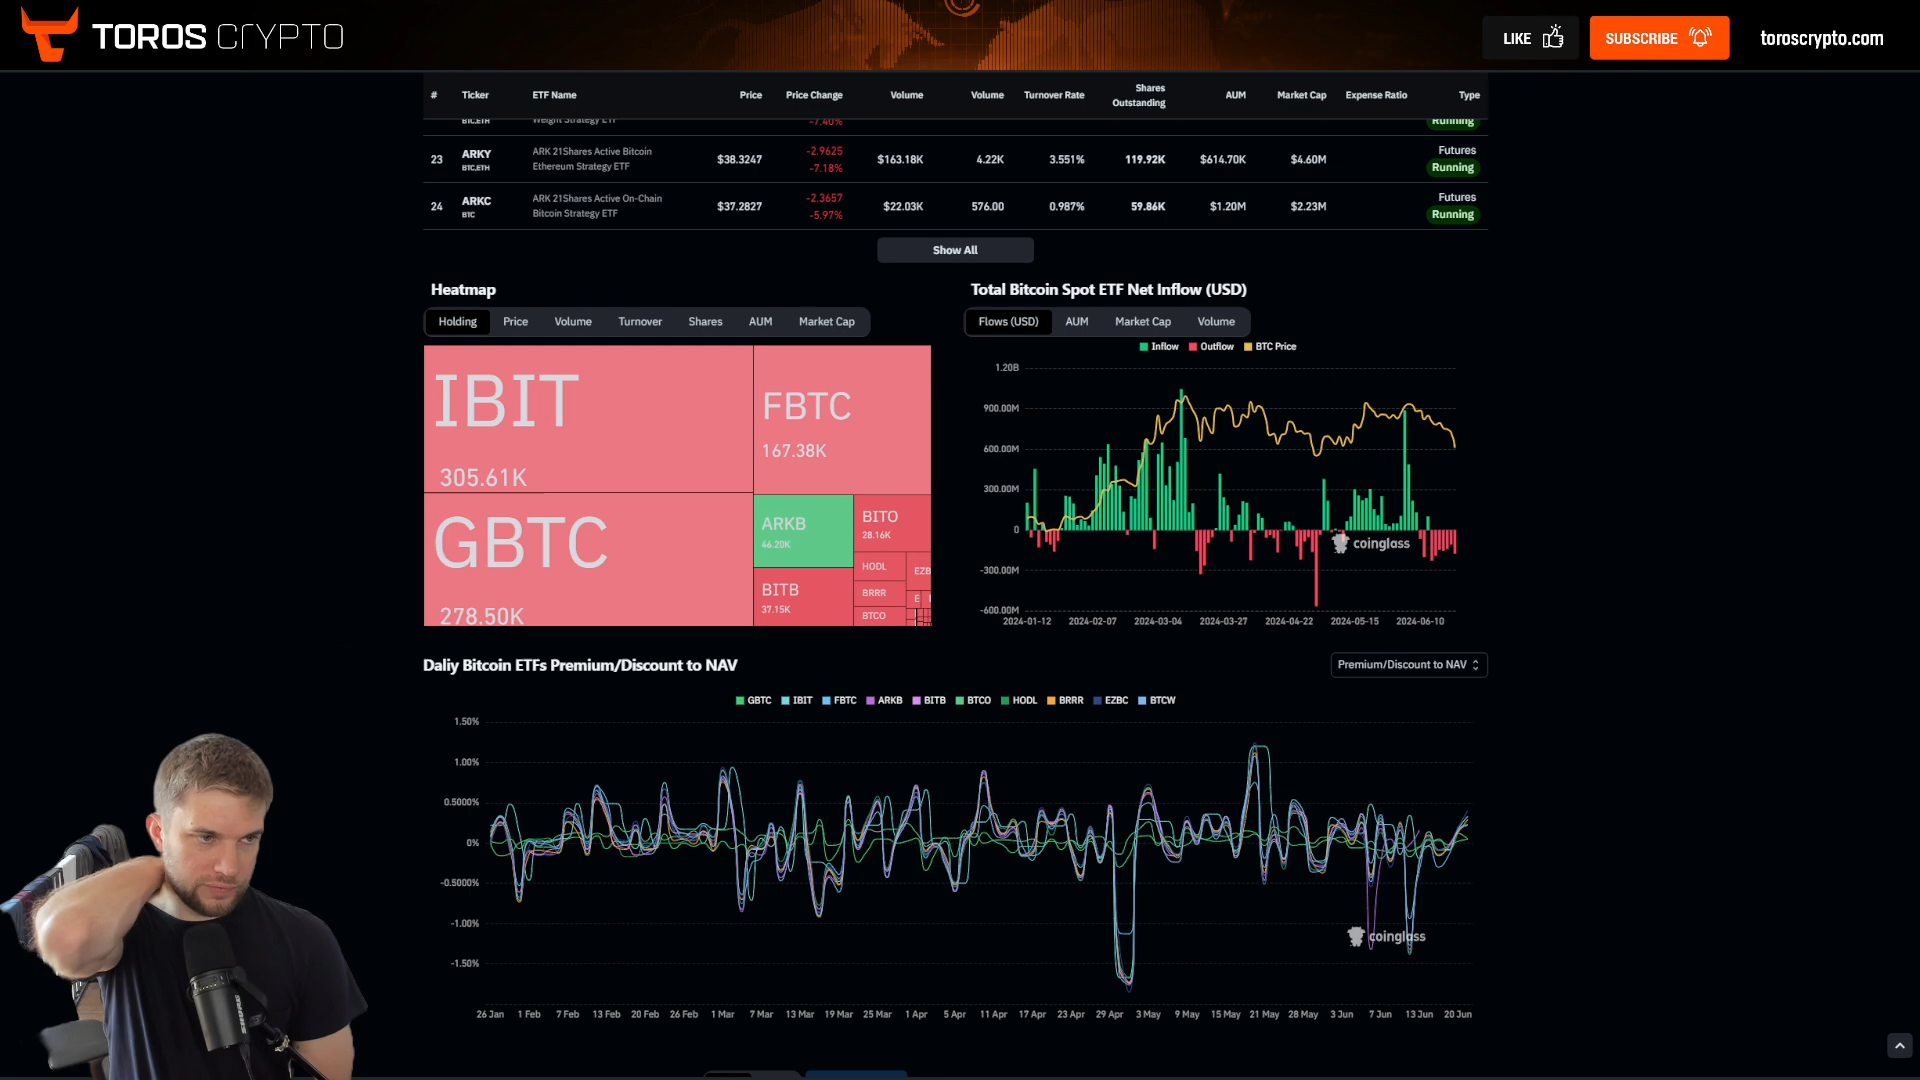 TOROS CrYPTO
LIKE
SUBSCRIBE
toroscrypto.com
# Ticker ETF Name Price Price Change Volume Volume Turnover Rate Shares Outstanding AUM Market Cap Expense Ratio Type
BTC,ETH Weight Strategy ETF -7.40% Running
23 ARKY BTC,ETH ARK 21Shares Active Bitcoin Ethereum Strategy ETF $38.3247 -2.9625 -7.18% $163.18K 4.22K 3.551% 119.92K $614.70K $4.60M Futures Running
24 ARKC BTC ARK 21Shares Active On-Chain Bitcoin Strategy ETF $37.2827 -2.3657 -5.97% $22.03K 576.00 0.987% 59.86K $1.20M $2.23M Futures Running
Show All
Heatmap
Holding Price Volume Turnover Shares AUM Market Cap
IBIT
305.61K
FBTC
167.38K
GBTC
278.50K
ARKB
46.20K
BITO
28.16K
BITB
37.15K
HODL
EZB
BRRR
E
BTCO
Total Bitcoin Spot ETF Net Inflow (USD)
Flows (USD) AUM Market Cap Volume
Inflow Outflow BTC Price
1.20B
900.00M
600.00M
300.00M
0
-300.00M
-600.00M
coinglass
2024-01-12 2024-02-07 2024-03-04 2024-03-27 2024-04-22 2024-05-15 2024-06-10
Daliy Bitcoin ETFs Premium/Discount to NAV
Premium/Discount to NAV
GBTC IBIT FBTC ARKB BITB BTCO HODL BRRR EZBC BTCW
1.50%
1.00%
0.5000%
0%
-0.5000%
-1.00%
-1.50%
coinglass
26 Jan 1 Feb 7 Feb 13 Feb 20 Feb 26 Feb 1 Mar 7 Mar 13 Mar 19 Mar 25 Mar 1 Apr 5 Apr 11 Apr 17 Apr 23 Apr 29 Apr 3 May 9 May 15 May 21 May 28 May 3 Jun 7 Jun 13 Jun 20 Jun